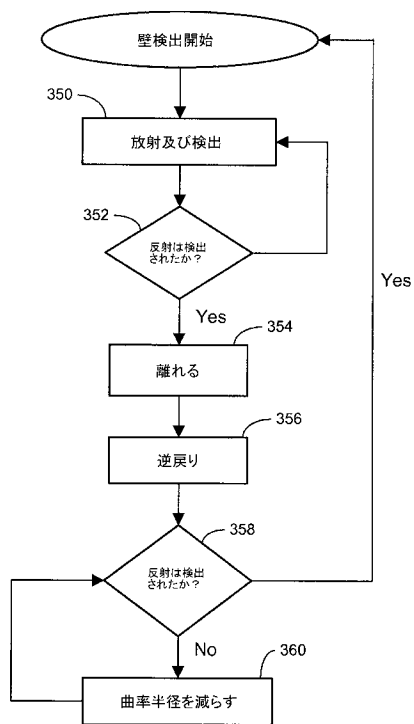 壁検出開始
350
放射及び検出
352
反射は検出
されたか？
Yes
Yes
354
離れる
356
逆戻り
358
反射は検出
されたか？
No
360
曲率半径を減らす